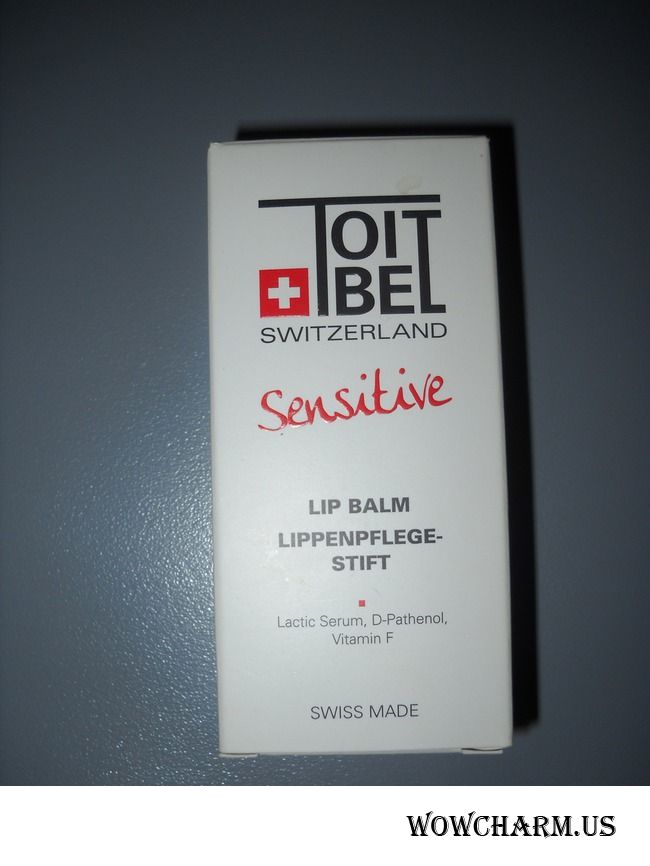 TOIT
BEL
SWITZERLAND
Sensitive
LIP BALM
LIPPENPFLEGE-
STIFT
Lactic Serum, D-Pathenol,
Vitamin F
SWISS MADE
WOWCHARM.US